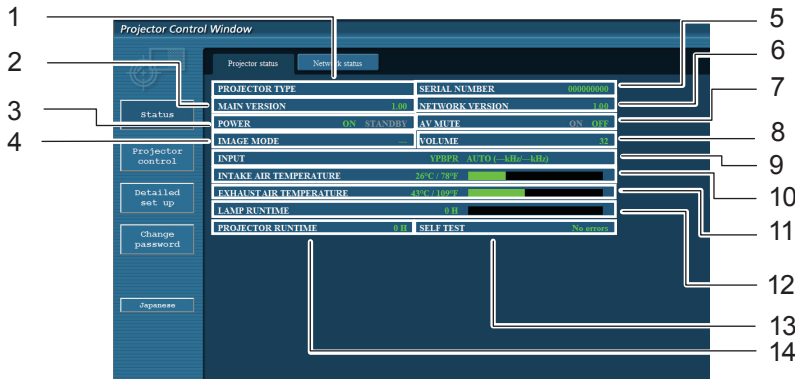 1
Projector Control Window
5
6
2
Projector status
Network status
7
PROJECTOR TYPE
SERIAL NUMBER 000000000
3
Status
MAIN VERSION 1.00
NETWORK VERSION 1.00
POWER ON STANDBY
AV MUTE ON OFF
8
4
IMAGE MODE ---
VOLUME 32
Projector
control
INPUT YPBPR AUTO (---kHz/---kHz)
9
INTAKE AIR TEMPERATURE 26°C / 78°F
10
Detailed
set up
EXHAUST AIR TEMPERATURE 43°C / 109°F
11
LAMP RUNTIME 0 H
Change
password
PROJECTOR RUNTIME 0 H
SELF TEST No errors
12
Japanese
13
14